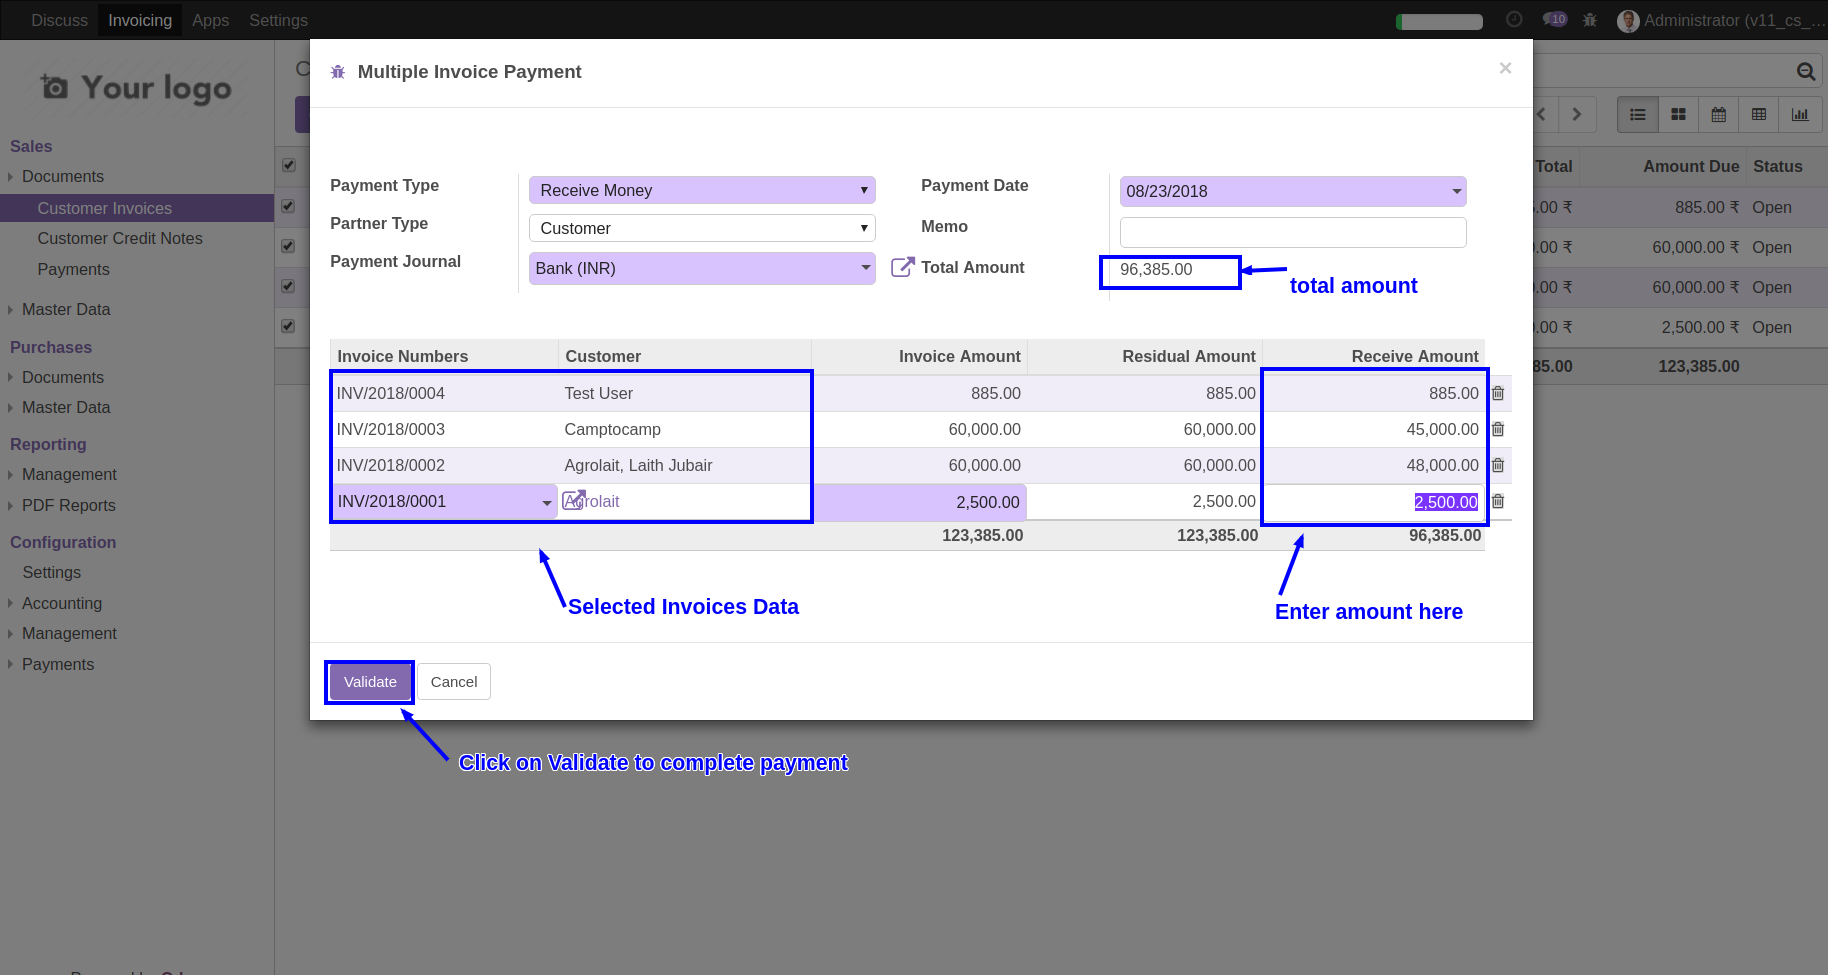 Discuss Invoicing Apps Settings 10 Administrator (v11_cs_...
Your logo
Multiple Invoice Payment ×
Sales
Documents
Customer Invoices
Customer Credit Notes
Payments
Master Data
Purchases
Documents
Master Data
Reporting
Management
PDF Reports
Configuration
Settings
Accounting
Management
Payments
Payment Type Receive Money Payment Date 08/23/2018
Partner Type Customer Memo
Payment Journal Bank (INR) Total Amount 96,385.00
total amount
Invoice Numbers Customer Invoice Amount Residual Amount Receive Amount
INV/2018/0004 Test User 885.00 885.00 885.00
INV/2018/0003 Camptocamp 60,000.00 60,000.00 45,000.00
INV/2018/0002 Agrolait, Laith Jubair 60,000.00 60,000.00 48,000.00
INV/2018/0001 Agrolait 2,500.00 2,500.00 2,500.00
123,385.00 123,385.00 96,385.00
Selected Invoices Data Enter amount here
Validate Cancel
Click on Validate to complete payment
Total Amount Due Status
.00 ₹ 885.00 ₹ Open
.00 ₹ 60,000.00 ₹ Open
.00 ₹ 60,000.00 ₹ Open
.00 ₹ 2,500.00 ₹ Open
85.00 123,385.00